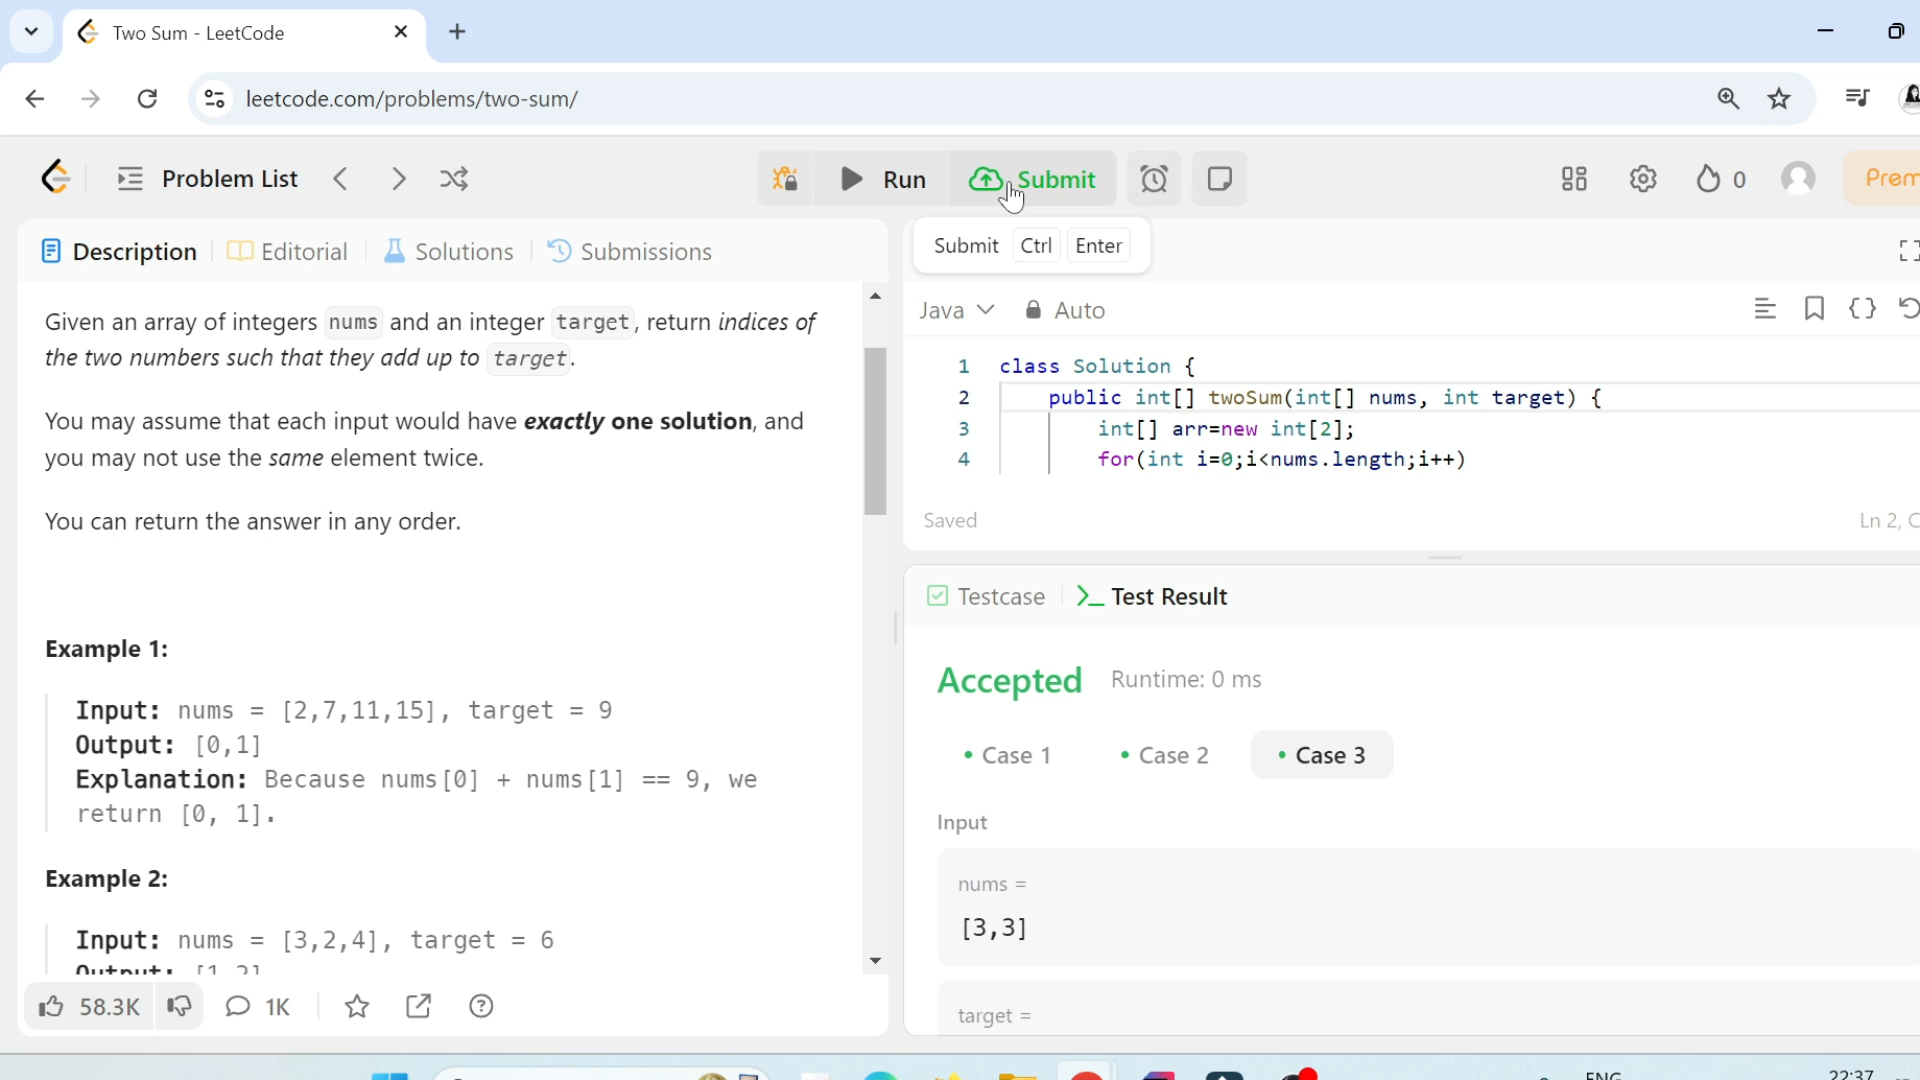 Two Sum - LeetCode
leetcode.com/problems/two-sum/
Problem List
Run
Submit
0
Prem
Description
Editorial
Solutions
Submissions
Submit Ctrl Enter
Given an array of integers nums and an integer target, return indices of
the two numbers such that they add up to target.
You may assume that each input would have exactly one solution, and
you may not use the same element twice.
You can return the answer in any order.
Example 1:
Input: nums = [2,7,11,15], target = 9
Output: [0,1]
Explanation: Because nums[0] + nums[1] == 9, we
return [0, 1].
Example 2:
Input: nums = [3,2,4], target = 6
Output: [1,2]
58.3K
1K
Java
Auto
1 class Solution {
2 public int[] twoSum(int[] nums, int target) {
3 int[] arr=new int[2];
4 for(int i=0;i<nums.length;i++)
Saved
Ln 2, C
Testcase
>_ Test Result
Accepted
Runtime: 0 ms
• Case 1
• Case 2
• Case 3
Input
nums =
[3,3]
target =
ENG
22:37